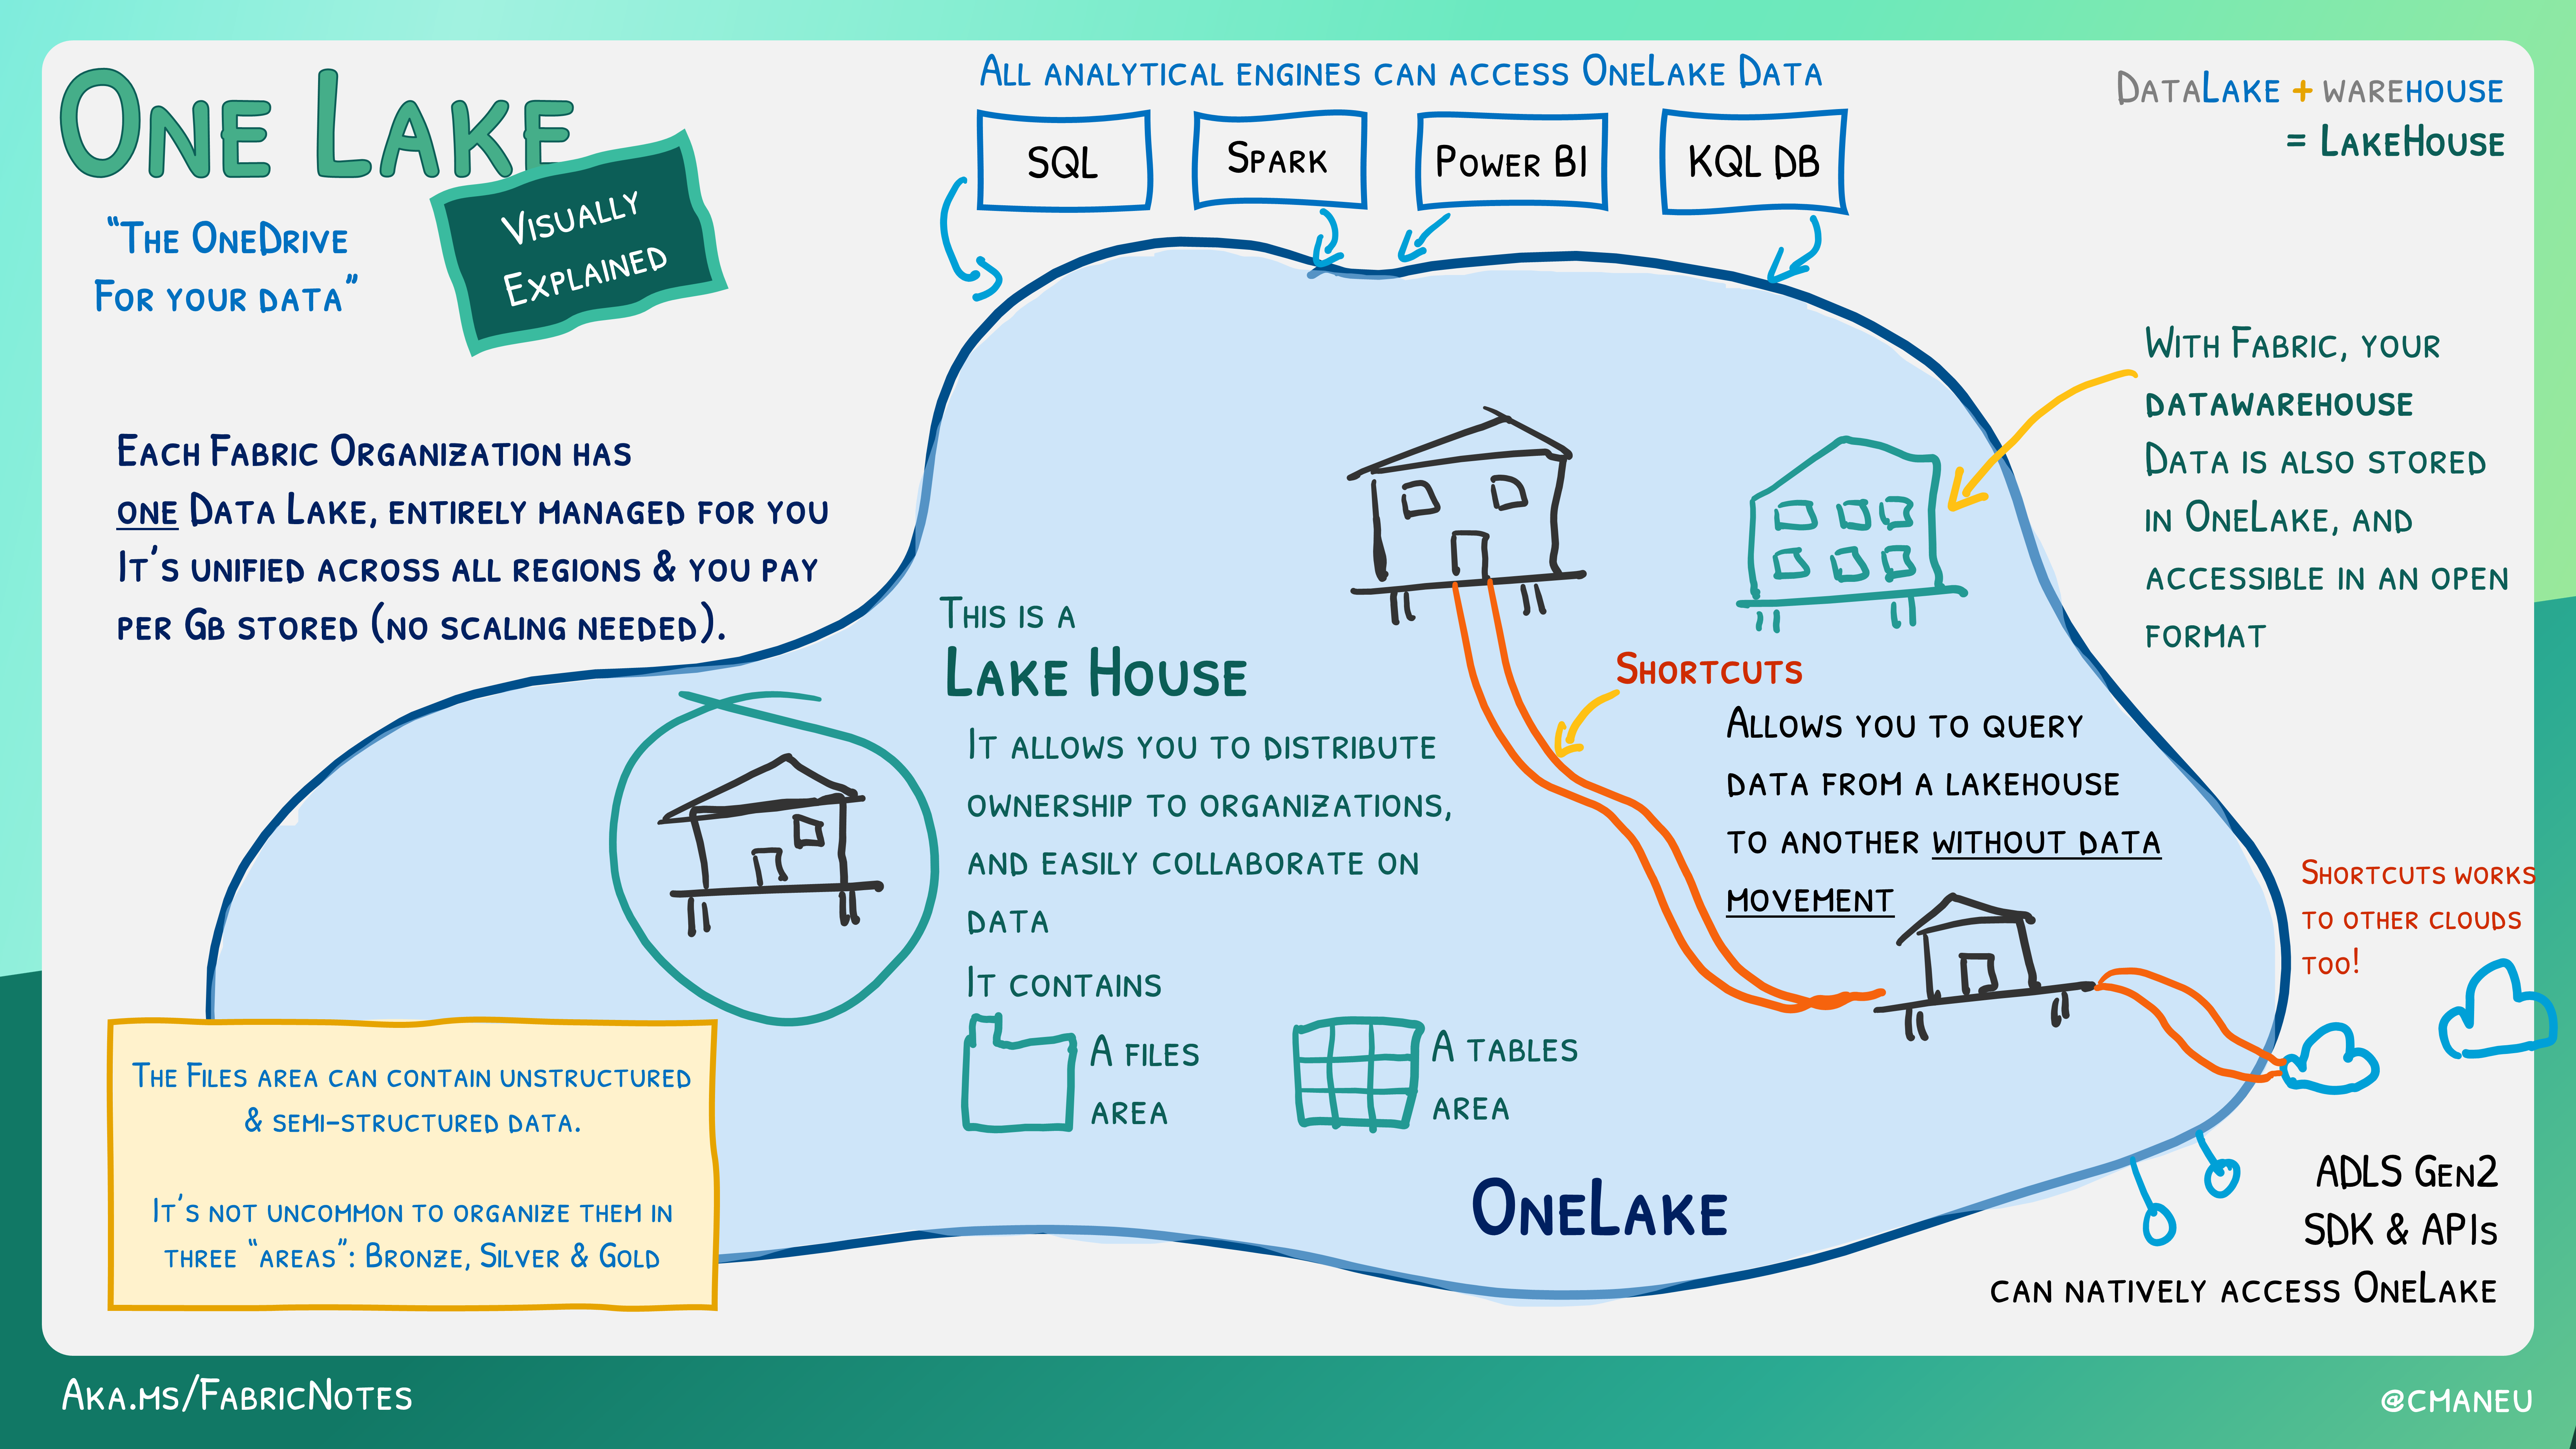 One Lake
Visually
Explained
"The OneDrive
For your data"
All analytical engines can access OneLake Data
SQL
Spark
Power BI
KQL DB
DataLake + warehouse
= LakeHouse
Each Fabric Organization has
one Data Lake, entirely managed for you
It's unified across all regions & you pay
per Gb stored (no scaling needed).
With Fabric, your
datawarehouse
Data is also stored
in OneLake, and
accessible in an open
format
This is a
Lake House
It allows you to distribute
ownership to organizations,
and easily collaborate on
data
It contains
A files
area
A tables
area
Shortcuts
Allows you to query
data from a lakehouse
to another without data
movement
Shortcuts works
to other clouds
too!
The Files area can contain unstructured
& semi-structured data.
It's not uncommon to organize them in
three "areas": Bronze, Silver & Gold
OneLake
ADLS Gen2
SDK & APIs
can natively access OneLake
Aka.ms/FabricNotes
@cmaneu